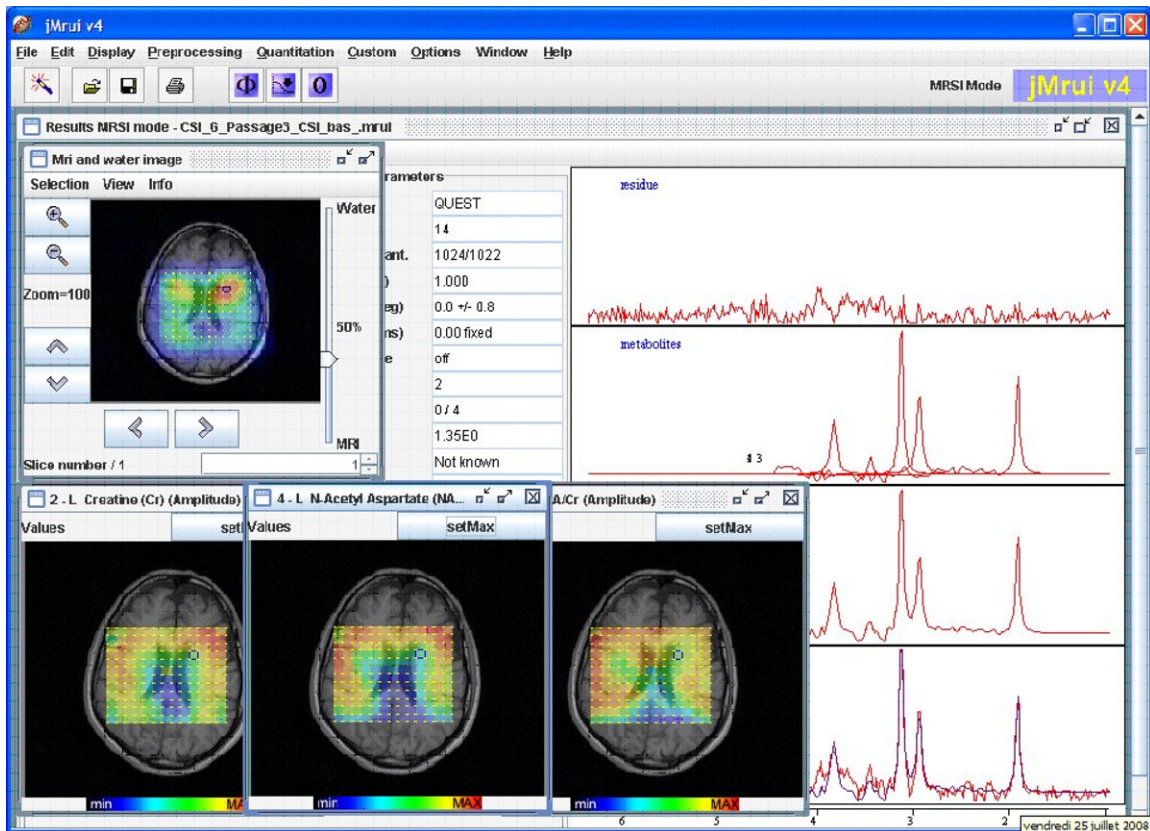 jMrui v4
File Edit Display Preprocessing Quantitation Custom Options Window Help
Φ 0
MRSI Mode jMrui v4
Results MRSI mode - CSI_6_Passage3_CSI_bas_.mrui
Mri and water image
Selection View Info
Water
Zoom=100
50%
MRI
Slice number / 1
1
rameters
QUEST
14
ant. 1024/1022
) 1.000
eg) 0.0 +/- 0.8
ms) 0.00 fixed
e off
2
0 / 4
1.35E0
Not known
residue
metabolites
2 - L Creatine (Cr) (Amplitude)
Values
min MA
4 - L N-Acetyl Aspartate (NA...
Values setMax
min MAX
A/Cr (Amplitude)
setMax
min MAX
6 5 4 3 2
vendredi 25 juillet 2008